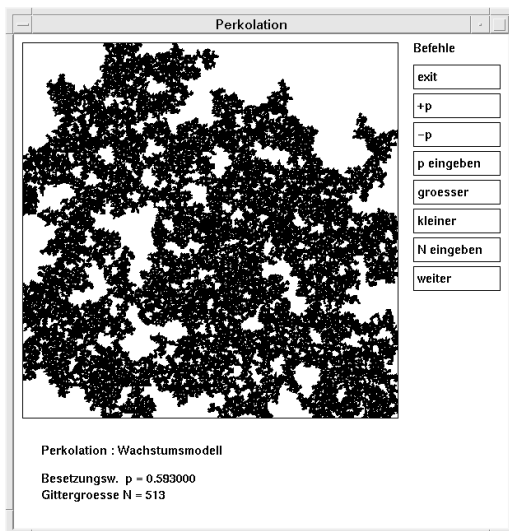 Perkolation
Befehle
exit
+p
-p
p eingeben
groesser
kleiner
N eingeben
weiter
Perkolation : Wachstumsmodell
Besetzungsw. p = 0.593000
Gittergroesse N = 513